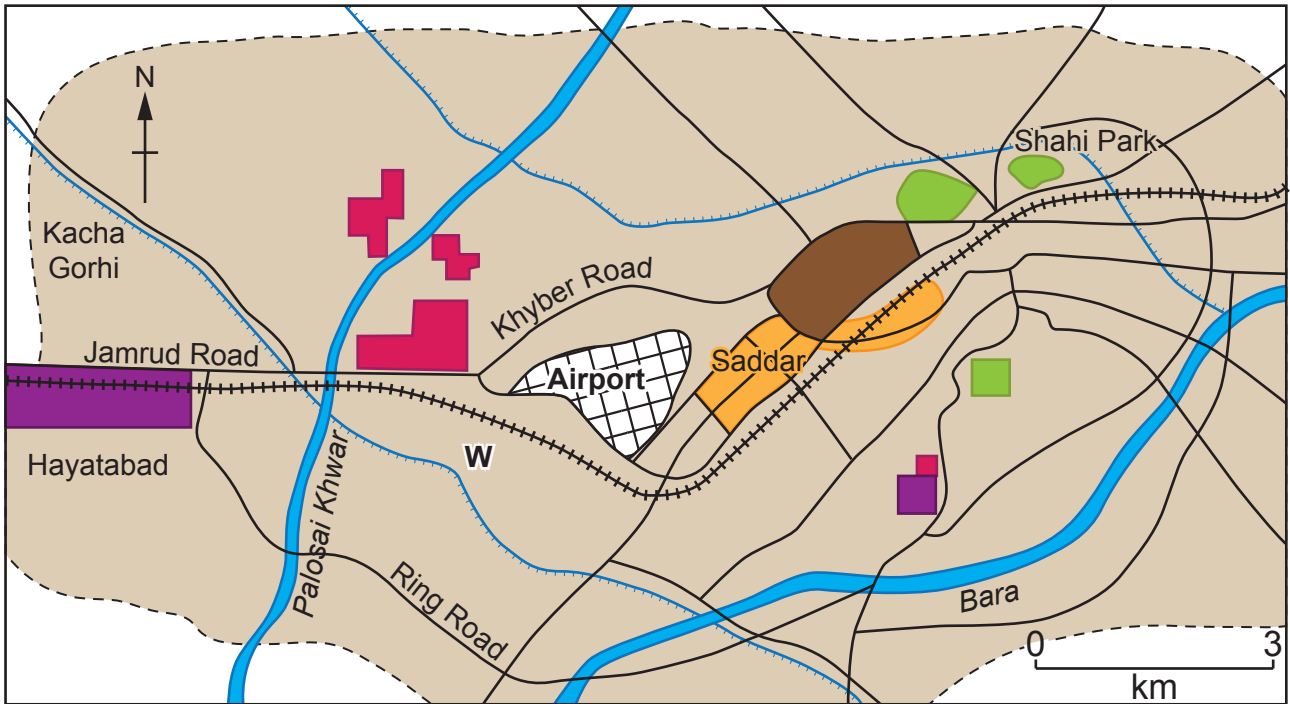 N
Shahi Park
Kacha
Gorhi
Khyber Road
Jamrud Road
Airport
Saddar
W
Hayatabad
Palosai Khwar
Ring Road
Bara
0 3
km